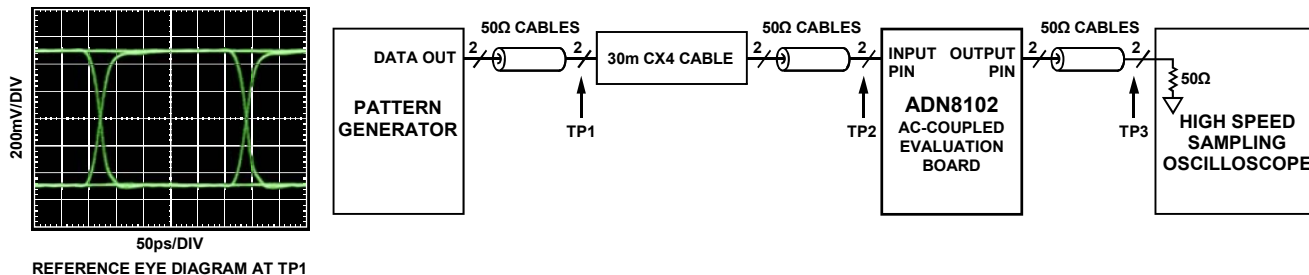 200mV/DIV
50ps/DIV
REFERENCE EYE DIAGRAM AT TP1
DATA OUT
PATTERN
GENERATOR
2
50Ω CABLES
2
TP1
30m CX4 CABLE
2
50Ω CABLES
2
TP2
INPUT
PIN
OUTPUT
PIN
ADN8102
AC-COUPLED
EVALUATION
BOARD
2
50Ω CABLES
2
TP3
50Ω
HIGH SPEED
SAMPLING
OSCILLOSCOPE